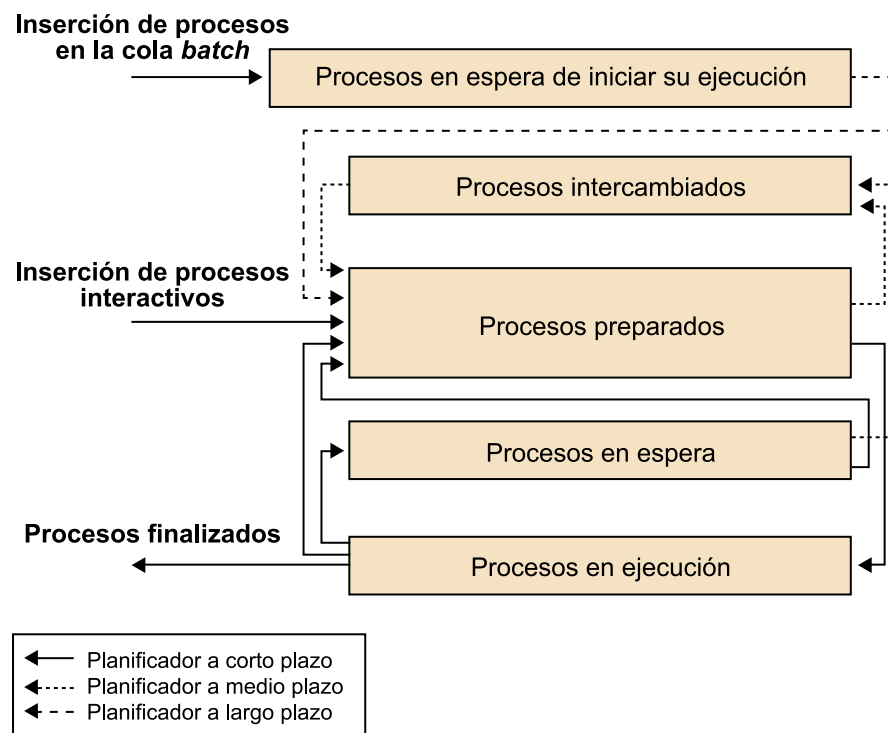 Inserción de procesos
en la cola batch
Procesos en espera de iniciar su ejecución
Procesos intercambiados
Inserción de procesos
interactivos
Procesos preparados
Procesos en espera
Procesos finalizados
Procesos en ejecución
Planificador a corto plazo
Planificador a medio plazo
Planificador a largo plazo